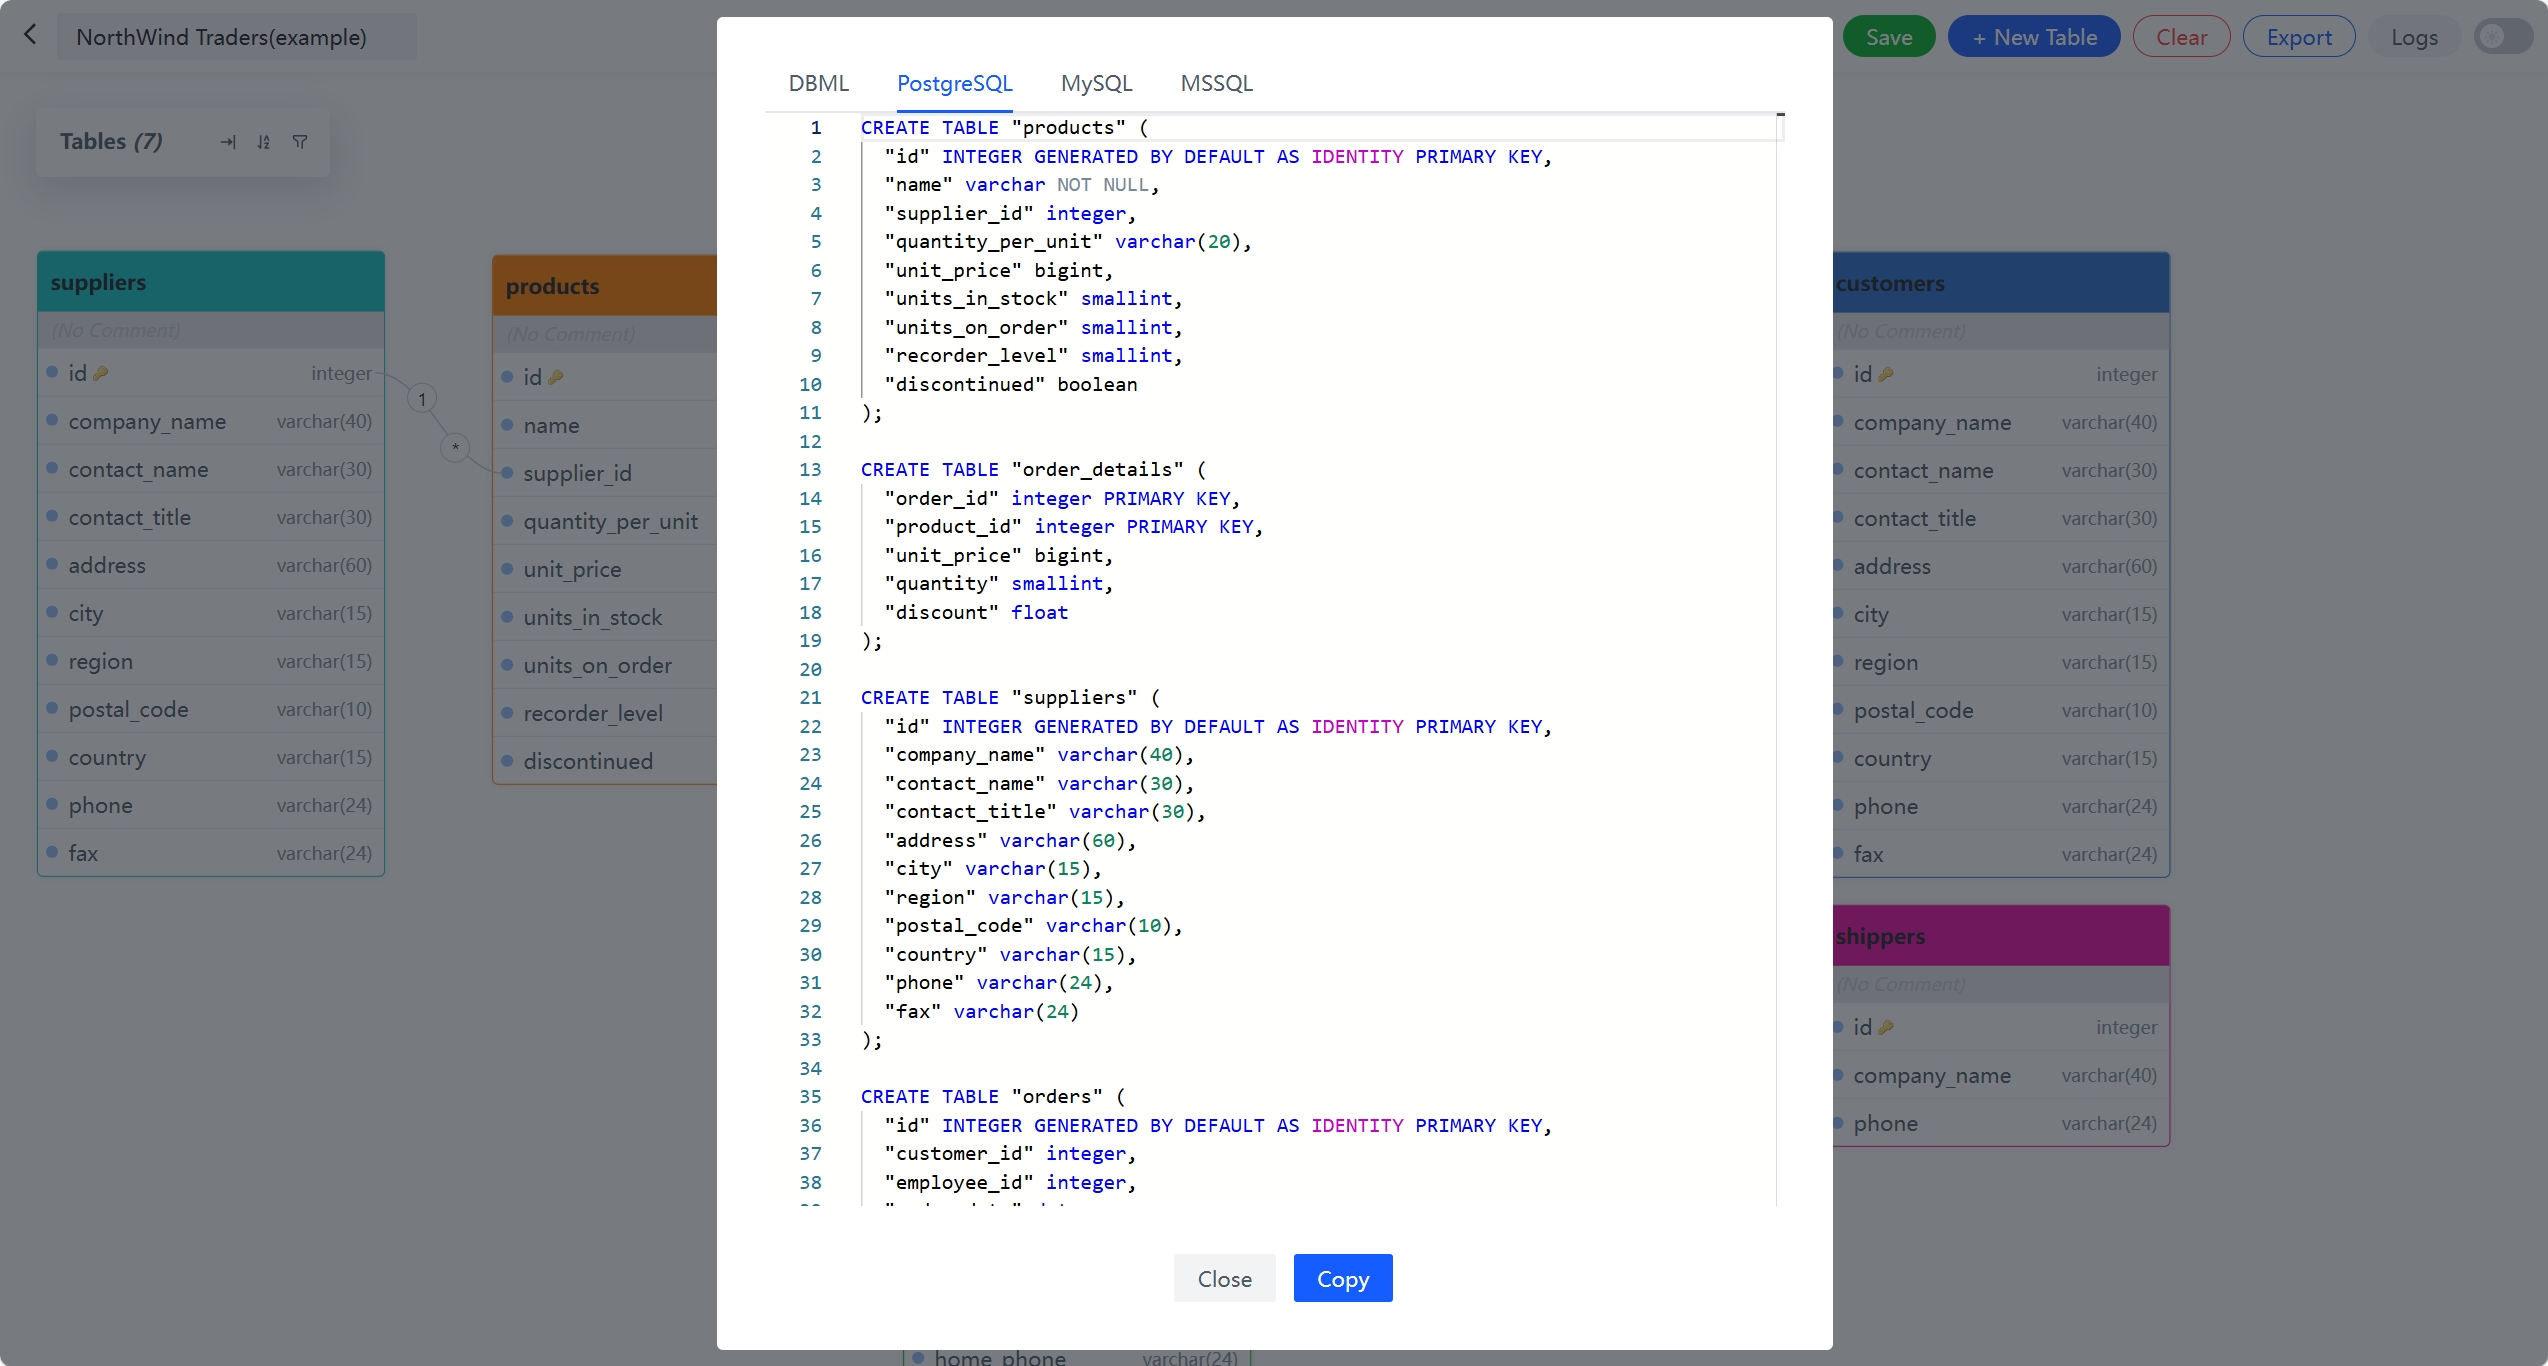 NorthWind Traders(example)
Save
+ New Table
Clear
Export
Logs
Tables (7)
suppliers
(No Comment)
id integer
company_name varchar(40)
contact_name varchar(30)
contact_title varchar(30)
address varchar(60)
city varchar(15)
region varchar(15)
postal_code varchar(10)
country varchar(15)
phone varchar(24)
fax varchar(24)
1
*
products
(No Comment)
id
name
supplier_id
quantity_per_unit
unit_price
units_in_stock
units_on_order
recorder_level
discontinued
DBML
PostgreSQL
MySQL
MSSQL
1 CREATE TABLE "products" (
2 "id" INTEGER GENERATED BY DEFAULT AS IDENTITY PRIMARY KEY,
3 "name" varchar NOT NULL,
4 "supplier_id" integer,
5 "quantity_per_unit" varchar(20),
6 "unit_price" bigint,
7 "units_in_stock" smallint,
8 "units_on_order" smallint,
9 "recorder_level" smallint,
10 "discontinued" boolean
11 );
12
13 CREATE TABLE "order_details" (
14 "order_id" integer PRIMARY KEY,
15 "product_id" integer PRIMARY KEY,
16 "unit_price" bigint,
17 "quantity" smallint,
18 "discount" float
19 );
20
21 CREATE TABLE "suppliers" (
22 "id" INTEGER GENERATED BY DEFAULT AS IDENTITY PRIMARY KEY,
23 "company_name" varchar(40),
24 "contact_name" varchar(30),
25 "contact_title" varchar(30),
26 "address" varchar(60),
27 "city" varchar(15),
28 "region" varchar(15),
29 "postal_code" varchar(10),
30 "country" varchar(15),
31 "phone" varchar(24),
32 "fax" varchar(24)
33 );
34
35 CREATE TABLE "orders" (
36 "id" INTEGER GENERATED BY DEFAULT AS IDENTITY PRIMARY KEY,
37 "customer_id" integer,
38 "employee_id" integer,
Close
Copy
customers
(No Comment)
id integer
company_name varchar(40)
contact_name varchar(30)
contact_title varchar(30)
address varchar(60)
city varchar(15)
region varchar(15)
postal_code varchar(10)
country varchar(15)
phone varchar(24)
fax varchar(24)
shippers
(No Comment)
id integer
company_name varchar(40)
phone varchar(24)
home_phone varchar(24)